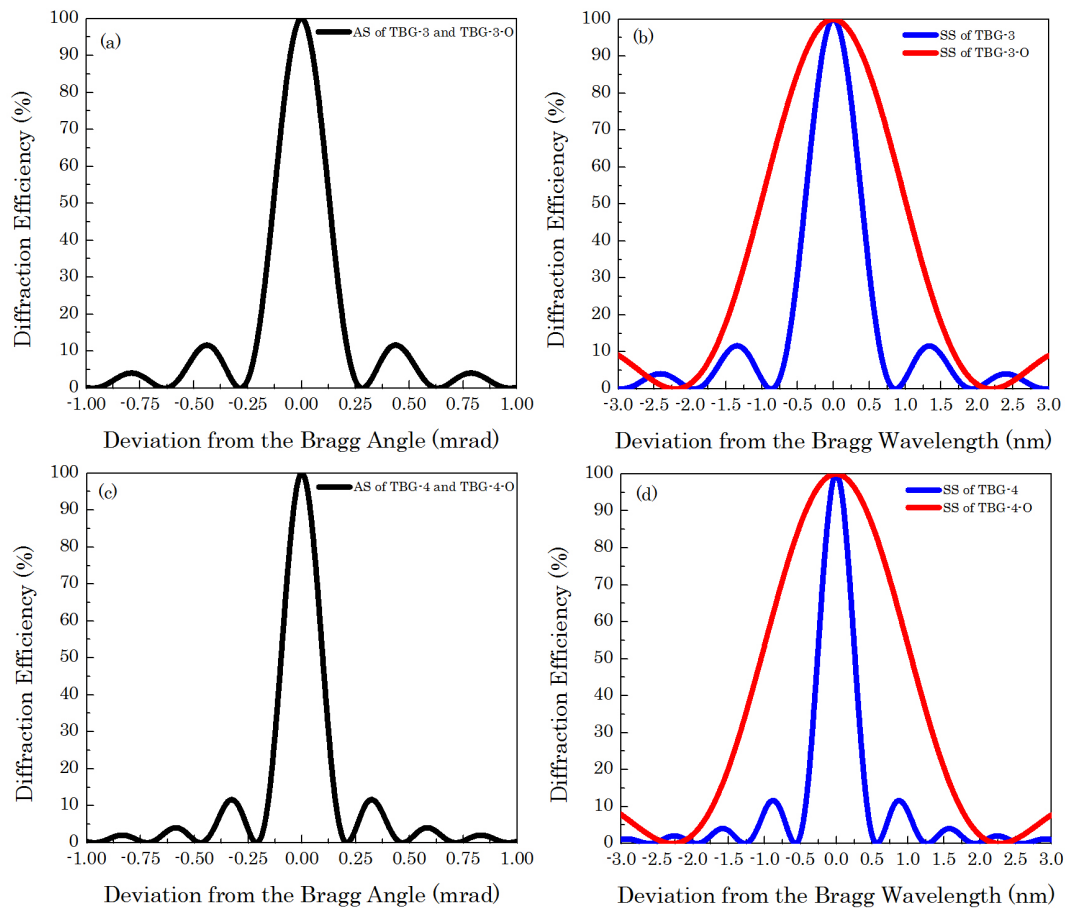 (a)
AS of TBG-3 and TBG-3-O
100
90
80
70
60
50
40
30
20
10
0
Diffraction Efficiency (%)
-1.00 -0.75 -0.50 -0.25 0.00 0.25 0.50 0.75 1.00
Deviation from the Bragg Angle (mrad)
(b)
SS of TBG-3
SS of TBG-3-O
100
90
80
70
60
50
40
30
20
10
0
Diffraction Efficiency (%)
-3.0 -2.5 -2.0 -1.5 -1.0 -0.5 0.0 0.5 1.0 1.5 2.0 2.5 3.0
Deviation from the Bragg Wavelength (nm)
(c)
AS of TBG-4 and TBG-4-O
100
90
80
70
60
50
40
30
20
10
0
Diffraction Efficiency (%)
-1.00 -0.75 -0.50 -0.25 0.00 0.25 0.50 0.75 1.00
Deviation from the Bragg Angle (mrad)
(d)
SS of TBG-4
SS of TBG-4-O
100
90
80
70
60
50
40
30
20
10
0
Diffraction Efficiency (%)
-3.0 -2.5 -2.0 -1.5 -1.0 -0.5 0.0 0.5 1.0 1.5 2.0 2.5 3.0
Deviation from the Bragg Wavelength (nm)